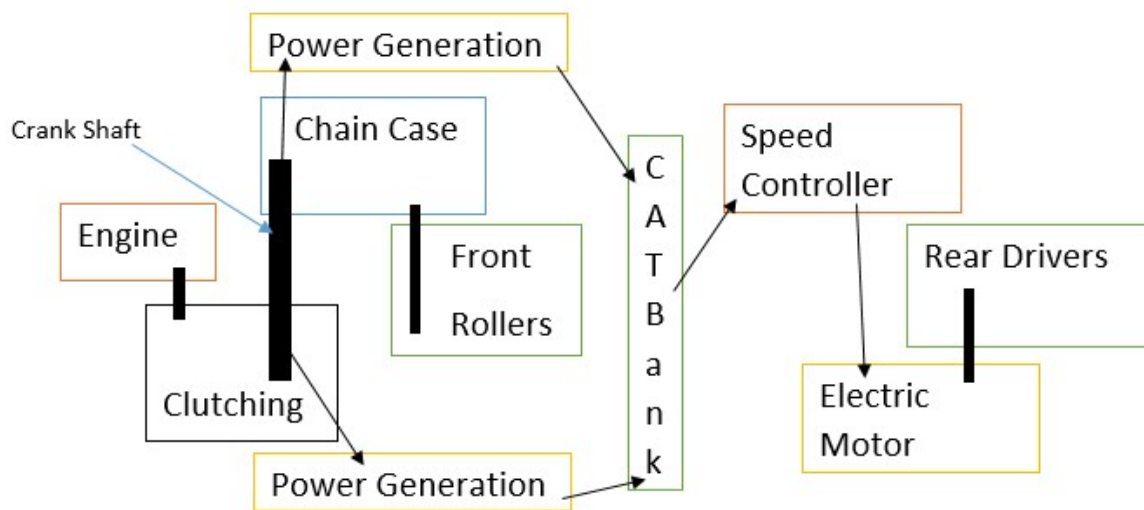 Power Generation
Crank Shaft
Chain Case
Engine
Front
Rollers
Clutching
Power Generation
C
A
T
B
a
n
k
Speed
Controller
Rear Drivers
Electric
Motor